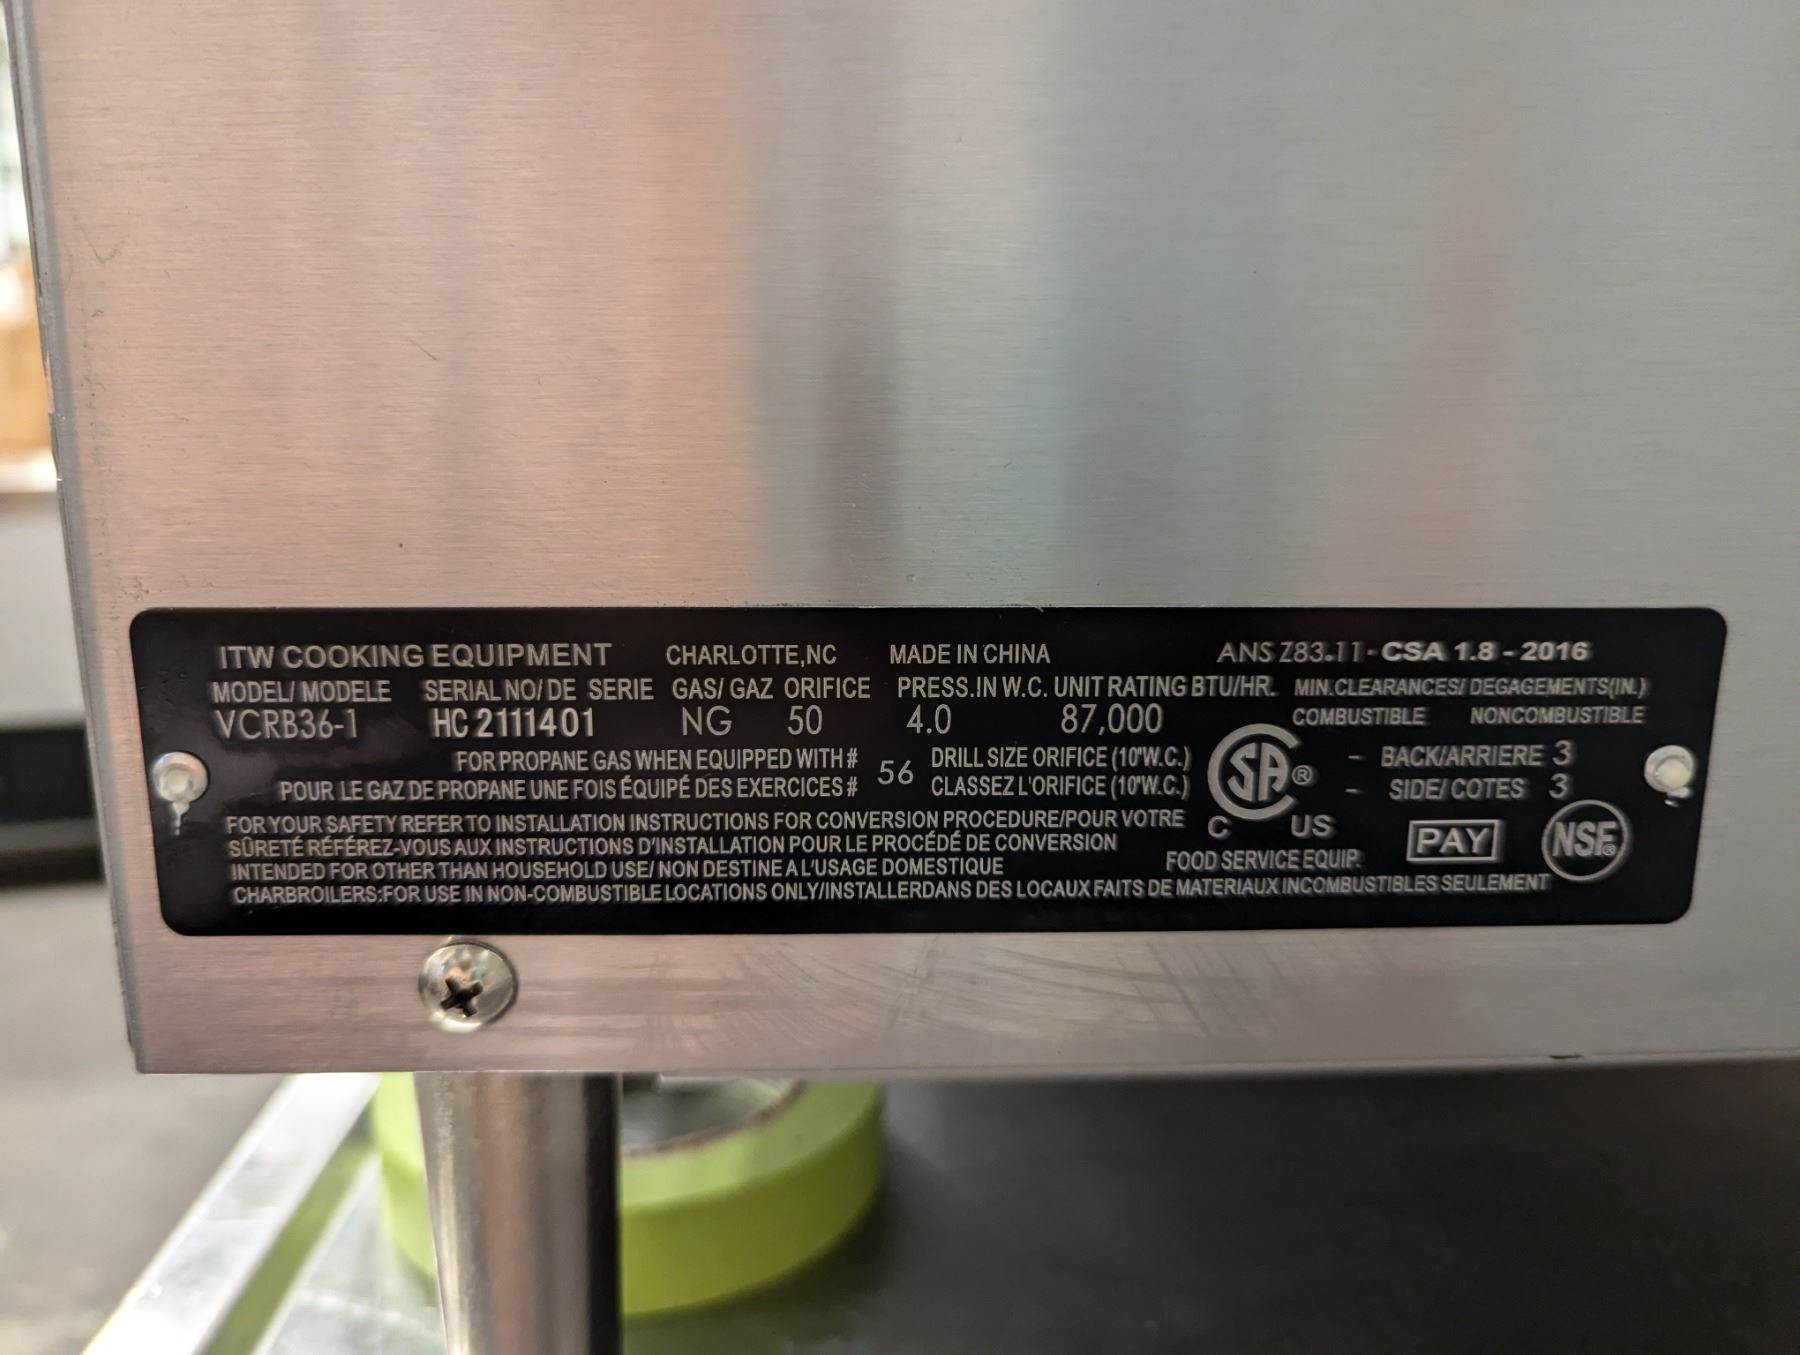 ITW COOKING EQUIPMENT CHARLOTTE,NC MADE IN CHINA ANS Z83.11- CSA 1.8 - 2016
MODEL/ MODELE SERIAL NO/ DE SERIE GAS/ GAZ ORIFICE PRESS.IN W.C. UNIT RATING BTU/HR. MIN.CLEARANCES/ DEGAGEMENTS(IN.)
VCRB36-1 HC 2111401 NG 50 4.0 87,000 COMBUSTIBLE NONCOMBUSTIBLE
FOR PROPANE GAS WHEN EQUIPPED WITH # 56 DRILL SIZE ORIFICE (10"W.C.) - BACK/ARRIERE 3
POUR LE GAZ DE PROPANE UNE FOIS ÉQUIPÉ DES EXERCICES # CLASSEZ L'ORIFICE (10"W.C.) - SIDE/ COTES 3
SA®
C US
FOR YOUR SAFETY REFER TO INSTALLATION INSTRUCTIONS FOR CONVERSION PROCEDURE/POUR VOTRE
SÛRETÉ RÉFÉREZ-VOUS AUX INSTRUCTIONS D'INSTALLATION POUR LE PROCÉDÉ DE CONVERSION
PAY NSF®
INTENDED FOR OTHER THAN HOUSEHOLD USE/ NON DESTINE A L'USAGE DOMESTIQUE FOOD SERVICE EQUIP.
CHARBROILERS:FOR USE IN NON-COMBUSTIBLE LOCATIONS ONLY/INSTALLERDANS DES LOCAUX FAITS DE MATERIAUX INCOMBUSTIBLES SEULEMENT